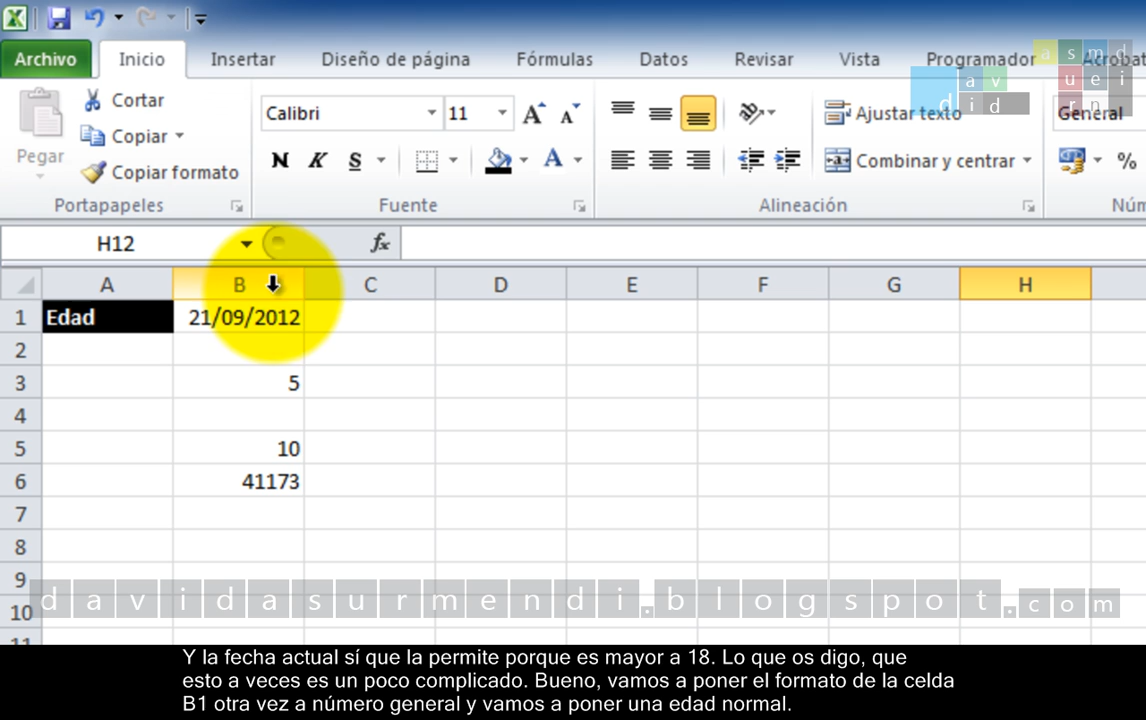 Archivo Inicio Insertar Diseño de página Fórmulas Datos Revisar Vista Programador Acrobat
a s m d
u e i
a v
d i d r n
Pegar
Cortar
Copiar
Copiar formato
Calibri 11 A A
N K S A
Ajustar texto
Combinar y centrar
General
%
Portapapeles Fuente Alineación Núm
H12 fx
A B C D E F G H
1 Edad 21/09/2012
2
3 5
4
5 10
6 41173
7
8
9
davidasurmendi.blogspot.com
10
11
Y la fecha actual sí que la permite porque es mayor a 18. Lo que os digo, que
esto a veces es un poco complicado. Bueno, vamos a poner el formato de la celda
B1 otra vez a número general y vamos a poner una edad normal.